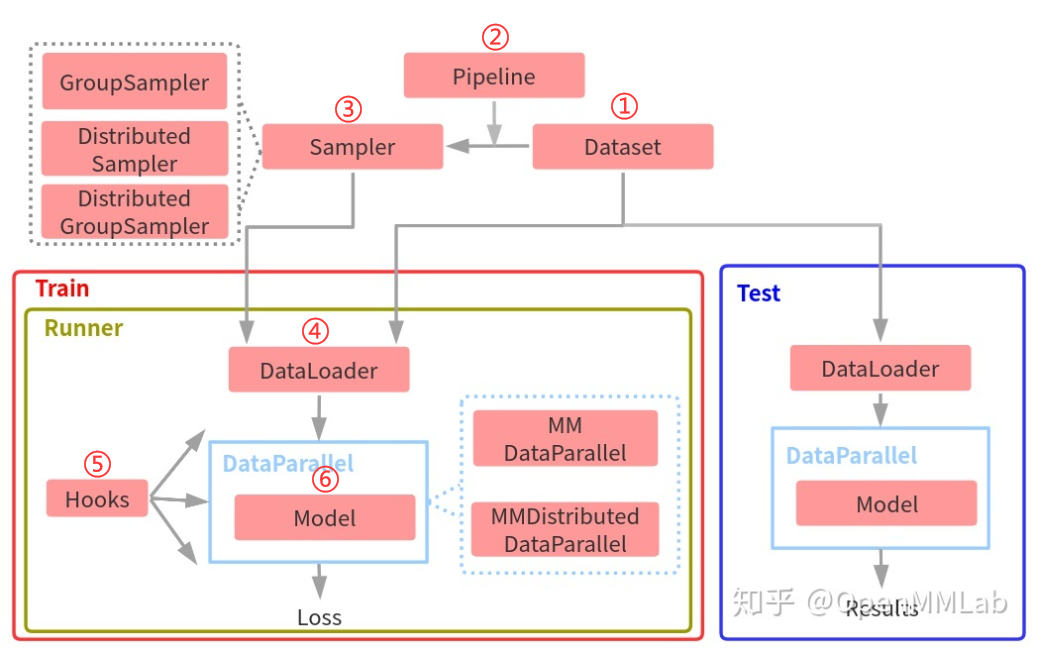 ②
Pipeline
GroupSampler
Distributed
Sampler
Distributed
GroupSampler
③
Sampler
①
Dataset
Train
Runner
④
DataLoader
⑤
Hooks
DataParallel
⑥
Model
MM
DataParallel
MMDistributed
DataParallel
Loss
Test
DataLoader
DataParallel
Model
Results
知乎 @OpenMMLab